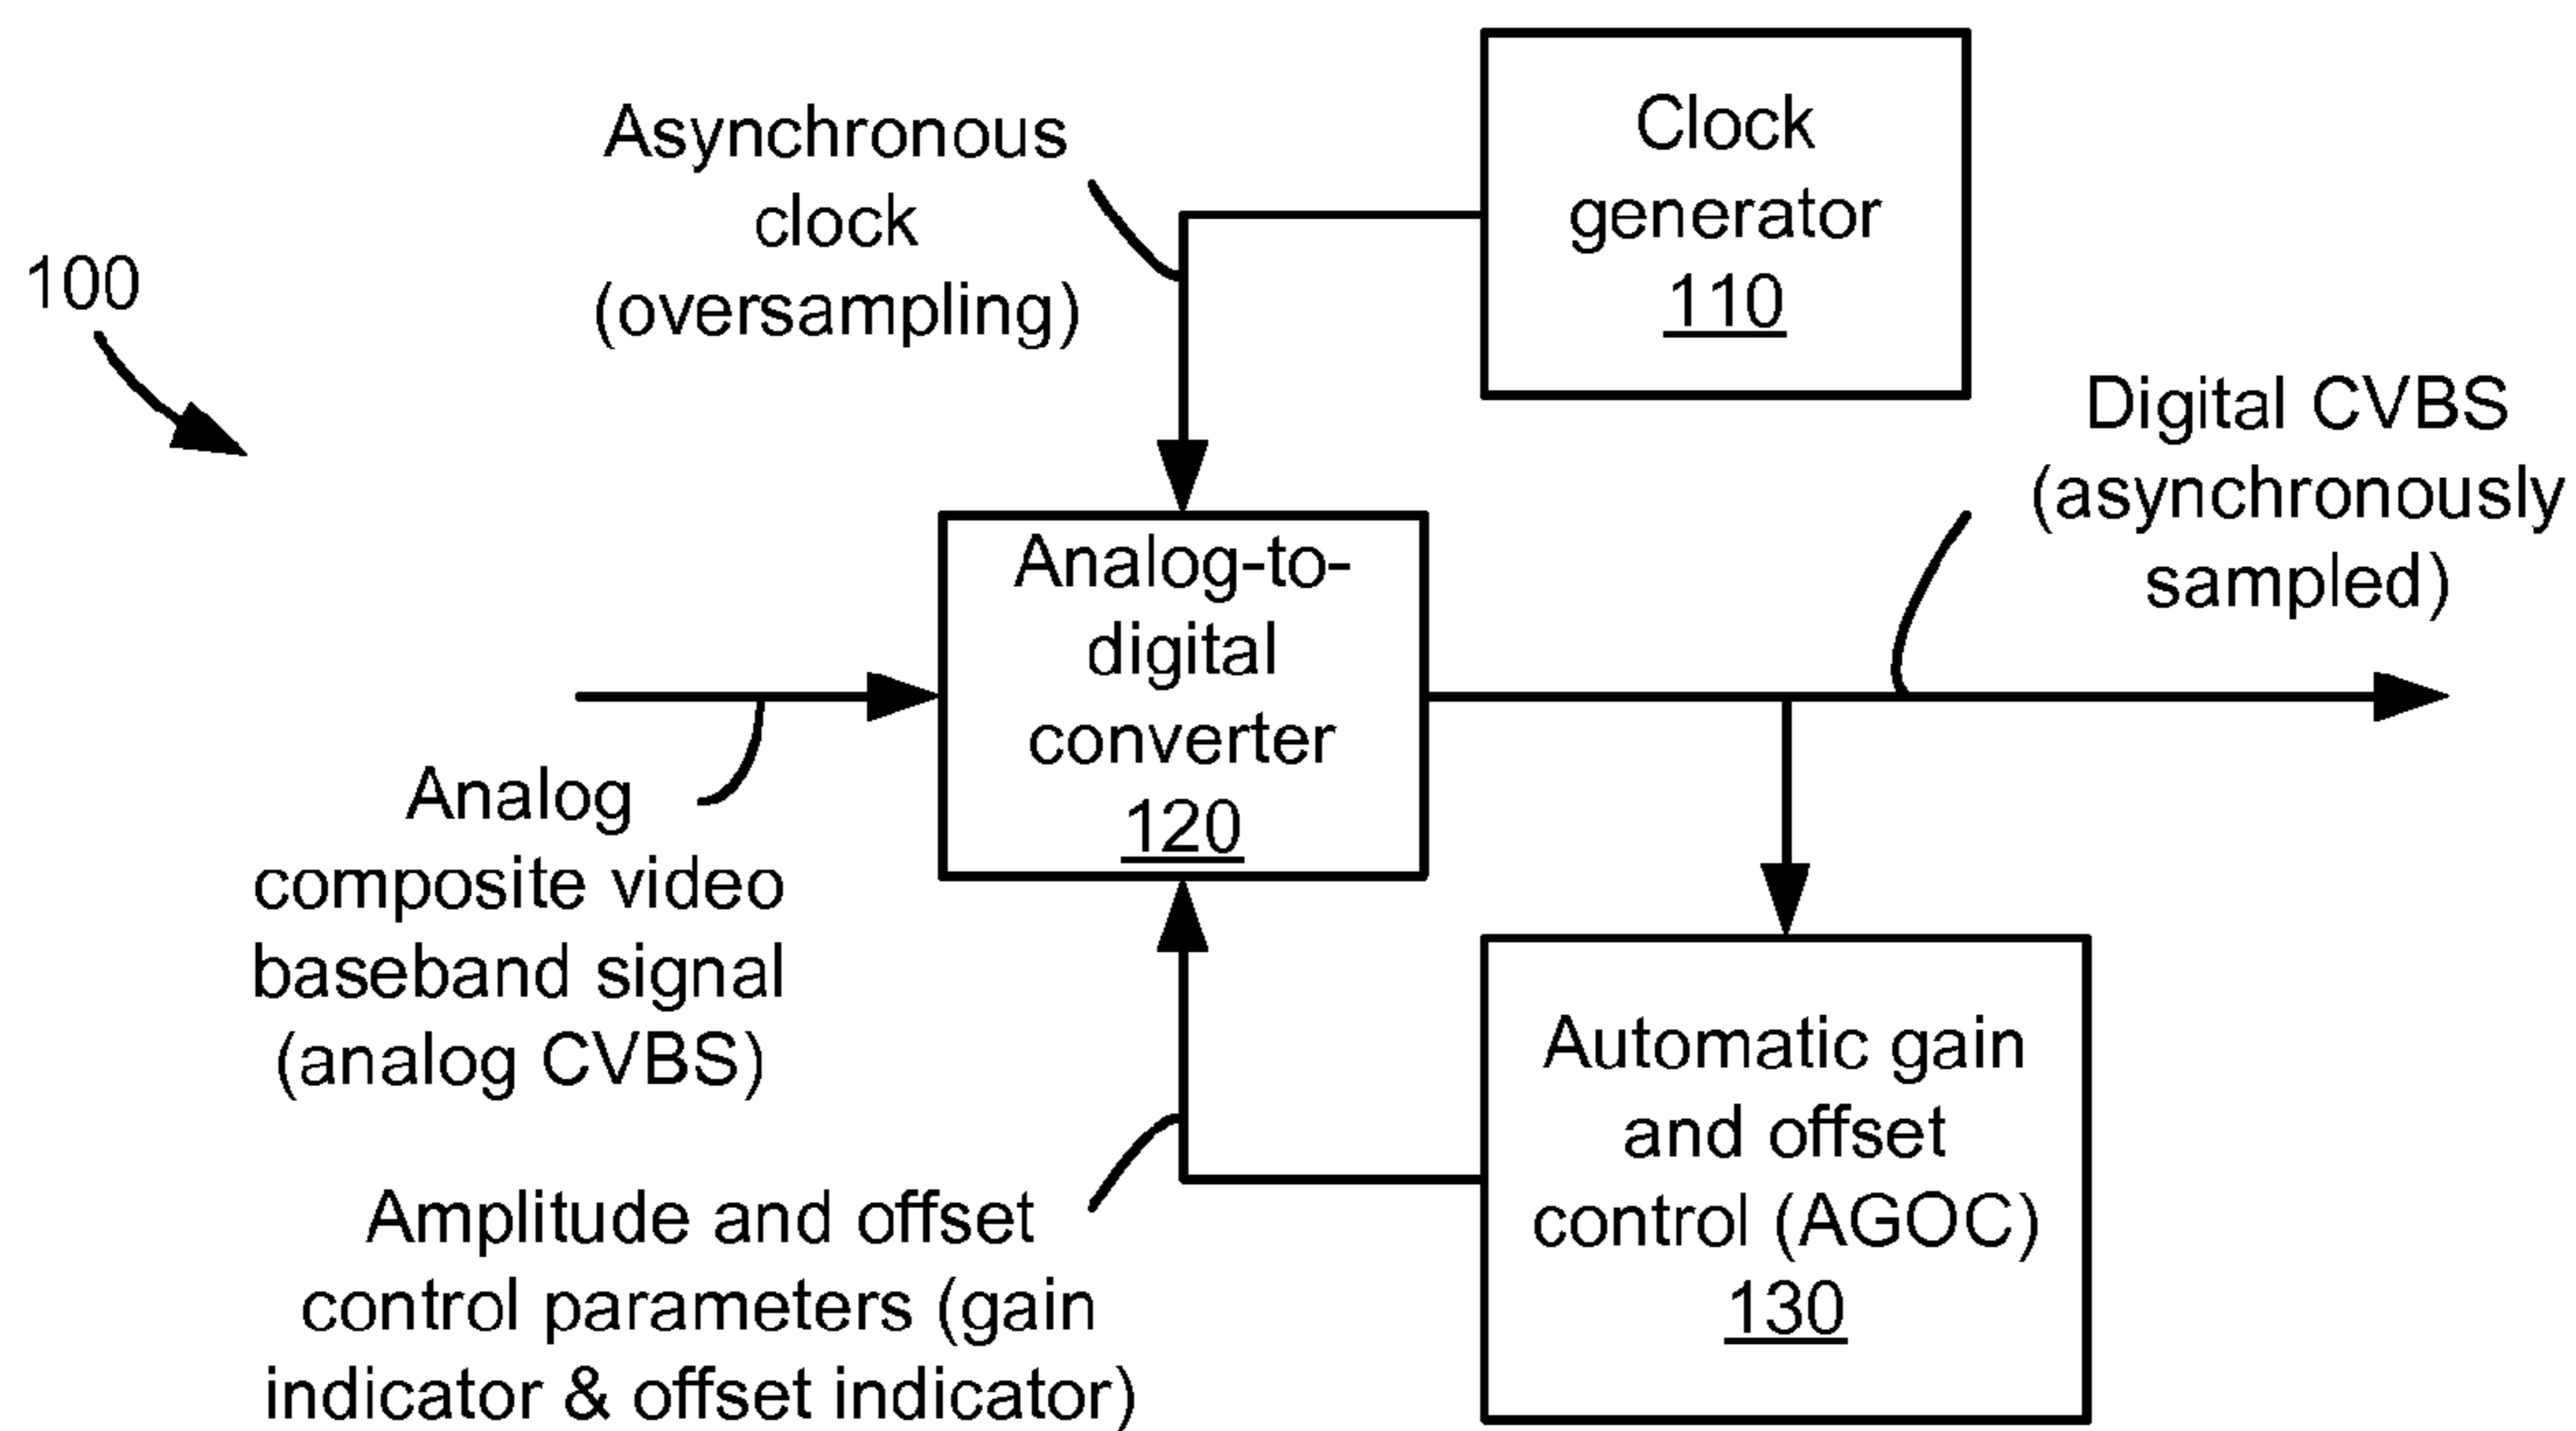 100
Asynchronous
clock
(oversampling)
Clock
generator
110
Digital CVBS
(asynchronously
sampled)
Analog-to-
digital
converter
120
Analog
composite video
baseband signal
(analog CVBS)
Amplitude and offset
control parameters (gain
indicator & offset indicator)
Automatic gain
and offset
control (AGOC)
130